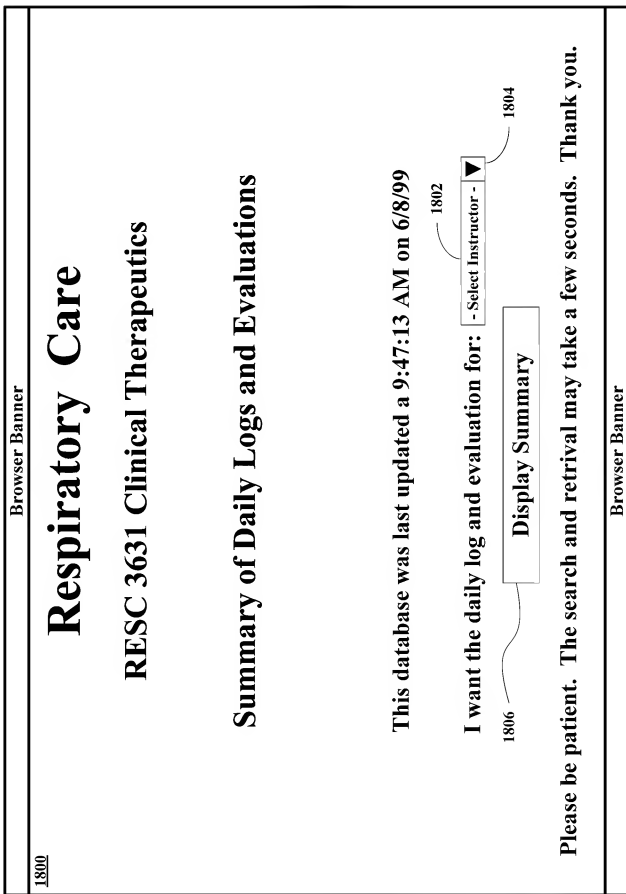 Browser Banner
1800
Respiratory Care
RESC 3631 Clinical Therapeutics
Summary of Daily Logs and Evaluations
This database was last updated a 9:47:13 AM on 6/8/99
1802
I want the daily log and evaluation for: - Select Instructor - ▼
1804
1806
Display Summary
Please be patient. The search and retrival may take a few seconds. Thank you.
Browser Banner